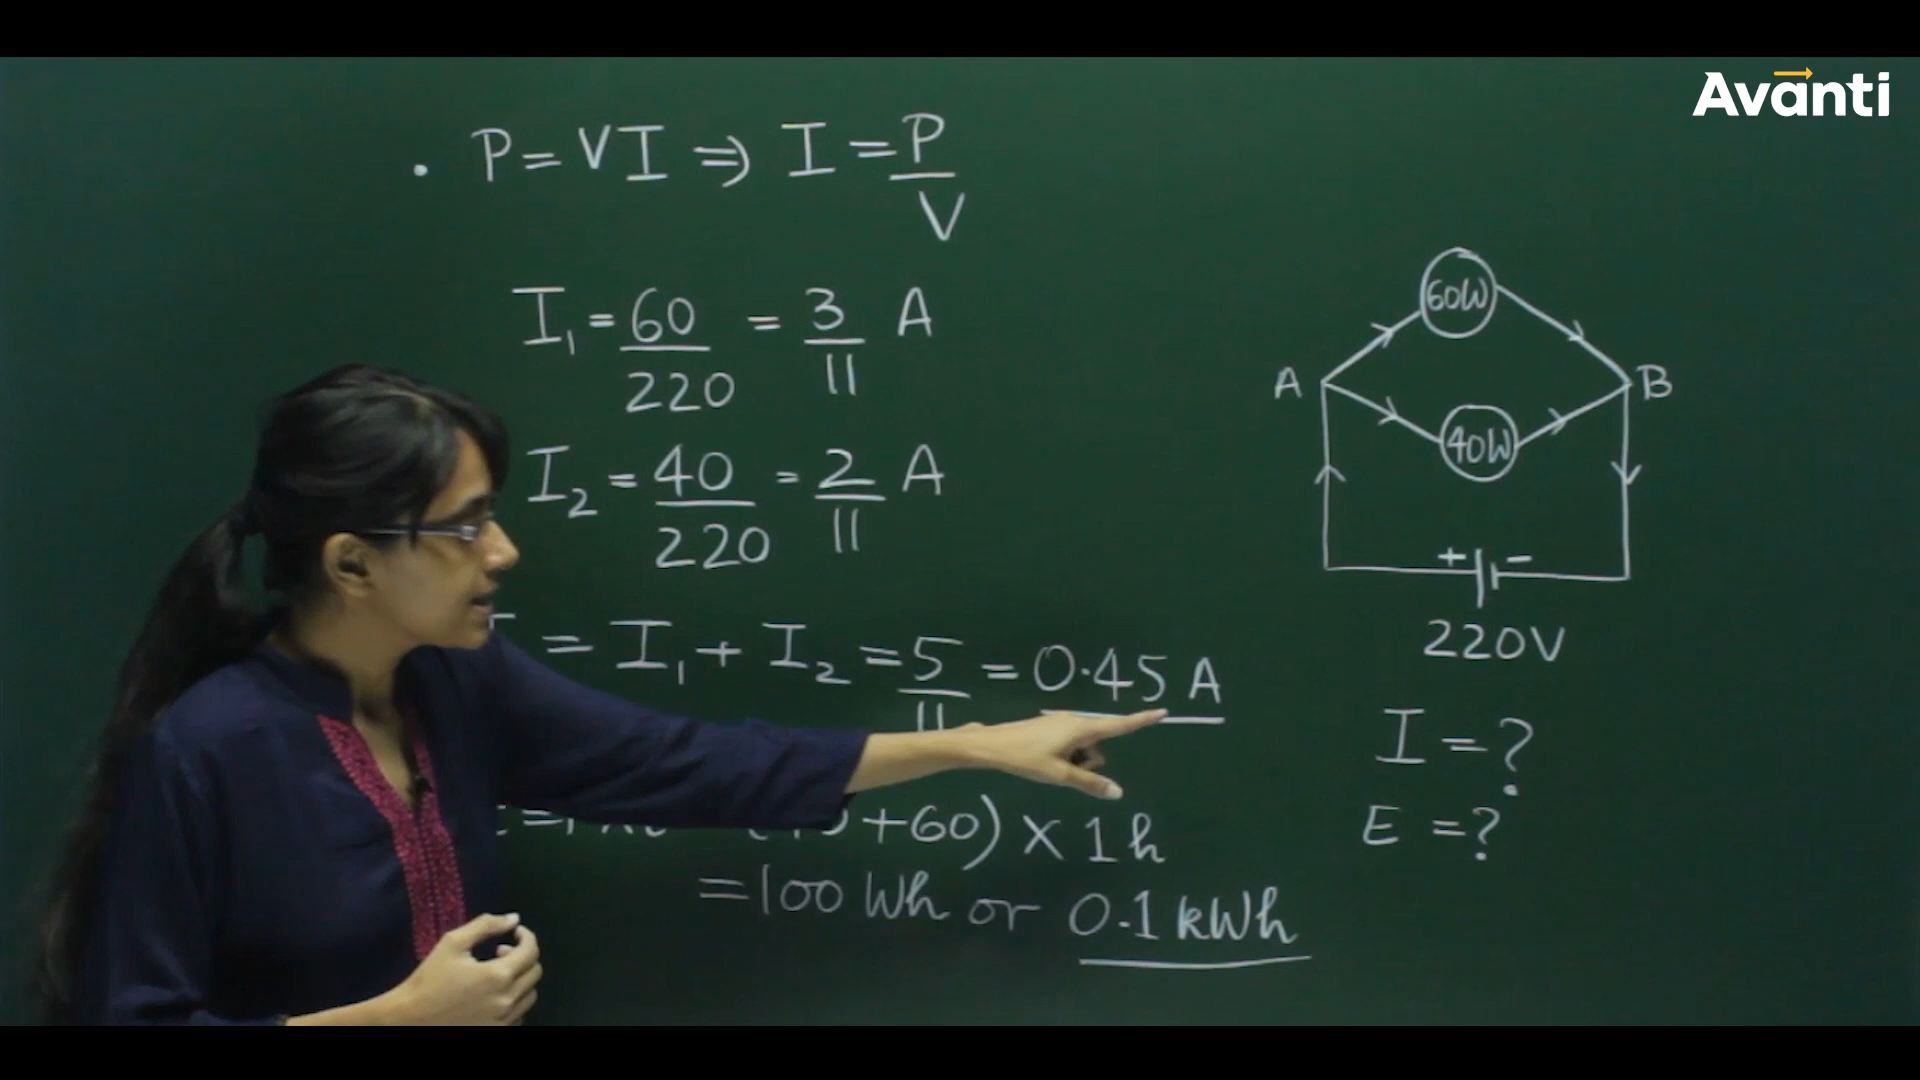 Avanti
. P = VI ⇒ I = P/V
I₁ = 60/220 = 3/11 A
I₂ = 40/220 = 2/11 A
= I₁ + I₂ = 5/11 = 0.45 A
+60) × 1 h
= 100 Wh or 0.1 kWh
60W
A B
40W
+ -
220V
I = ?
E = ?